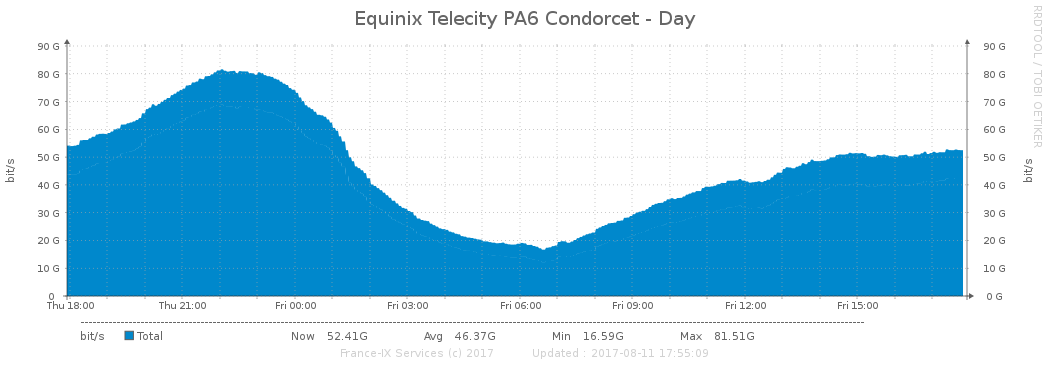 Equinix Telecity PA6 Condorcet - Day
RRDTOOL / TOBI OETIKER
bit/s
90 G
80 G
70 G
60 G
50 G
40 G
30 G
20 G
10 G
0
90 G
80 G
70 G
60 G
50 G
40 G
30 G
20 G
10 G
0 G
bit/s
Thu 18:00 Thu 21:00 Fri 00:00 Fri 03:00 Fri 06:00 Fri 09:00 Fri 12:00 Fri 15:00
bit/s Total Now 52.41G Avg 46.37G Min 16.59G Max 81.51G
France-IX Services (c) 2017 Updated : 2017-08-11 17:55:09